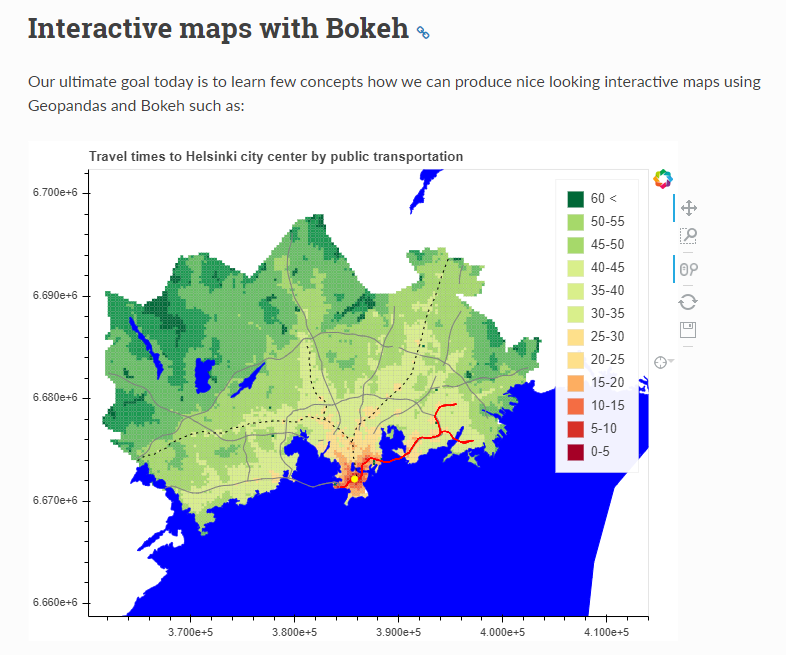 Interactive maps with Bokeh
Our ultimate goal today is to learn few concepts how we can produce nice looking interactive maps using
Geopandas and Bokeh such as:
Travel times to Helsinki city center by public transportation
6.700e+6
6.690e+6
6.680e+6
6.670e+6
6.660e+6
3.700e+5
3.800e+5
3.900e+5
4.000e+5
4.100e+5
60 <
50-55
45-50
40-45
35-40
30-35
25-30
20-25
15-20
10-15
5-10
0-5